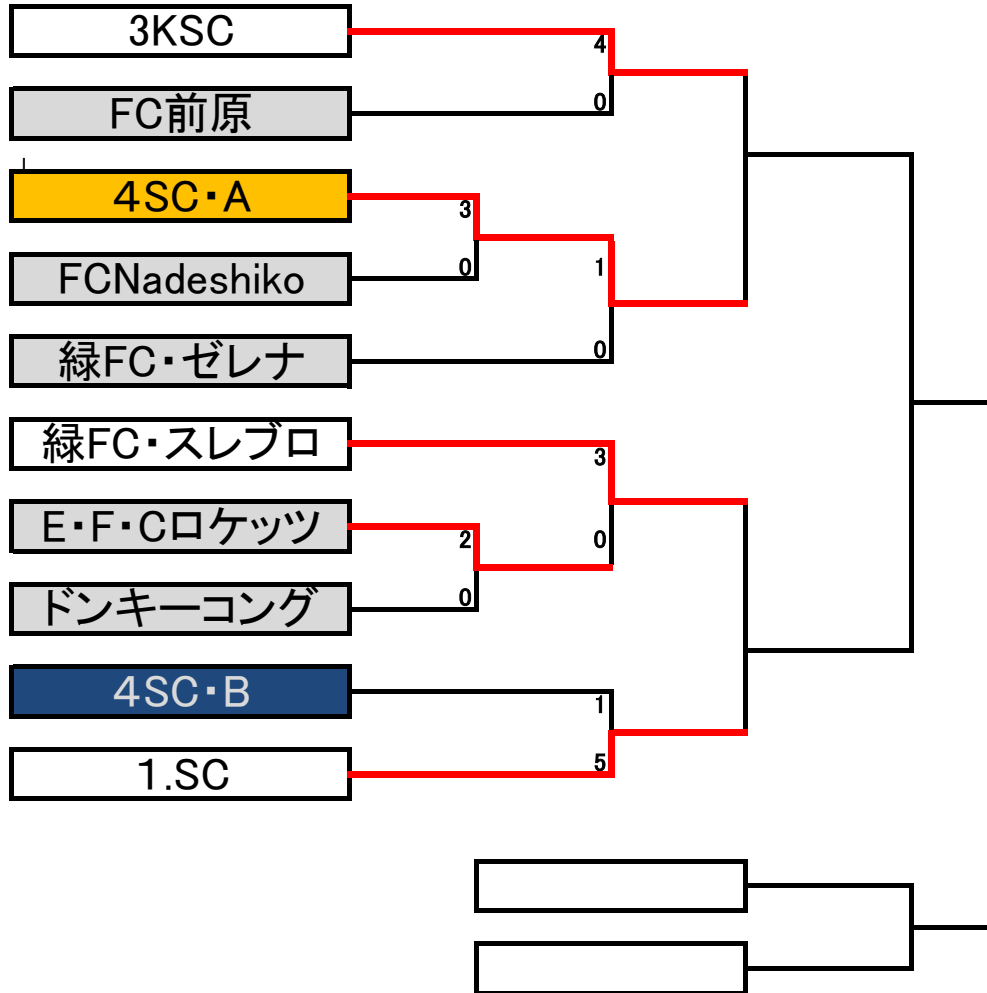 3KSC
4
0
FC前原
4SC・A
3
0
FCNadeshiko
1
0
緑FC・ゼレナ
緑FC・スレブロ
3
E・F・Cロケッツ
2
0
0
ドンキーコング
4SC・B
1
5
1.SC